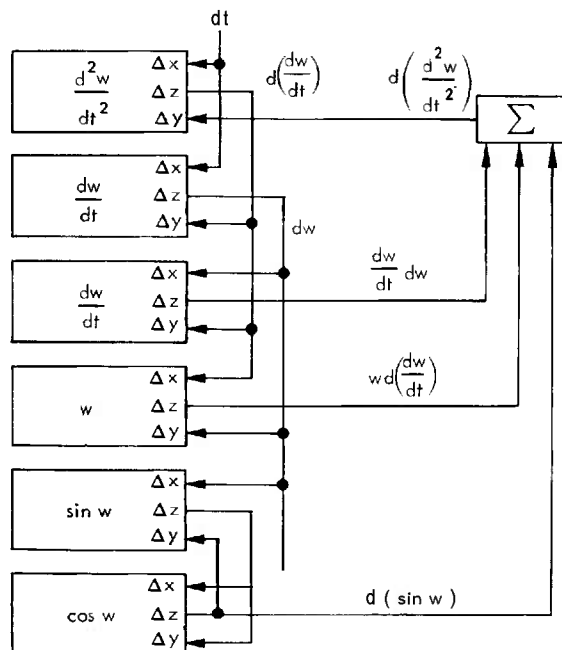 dt
d²w
dt²
Δx
Δz
Δy
d(dw/dt)
d(d²w/dt²)
Σ
dw
dt
Δx
Δz
Δy
dw
dw
dt
Δx
Δz
Δy
dw/dt dw
w
Δx
Δz
Δy
w d(dw/dt)
sin w
Δx
Δz
Δy
cos w
Δx
Δz
Δy
d (sin w)